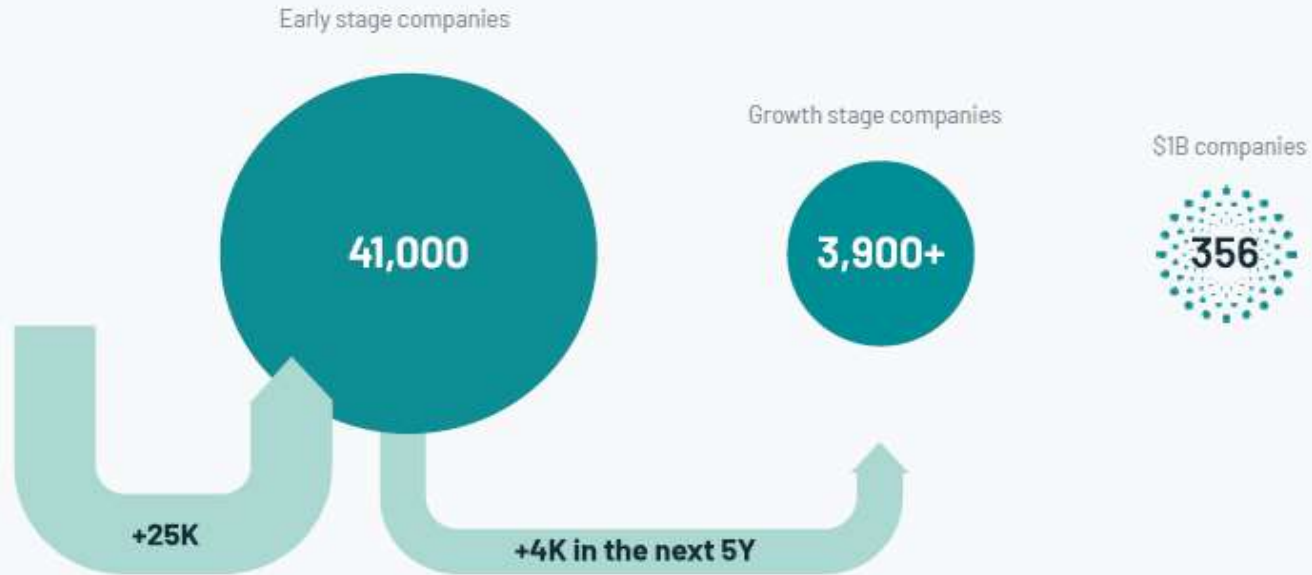 Early stage companies
Growth stage companies
$1B companies
41,000
3,900+
356
+25K
+4K in the next 5Y